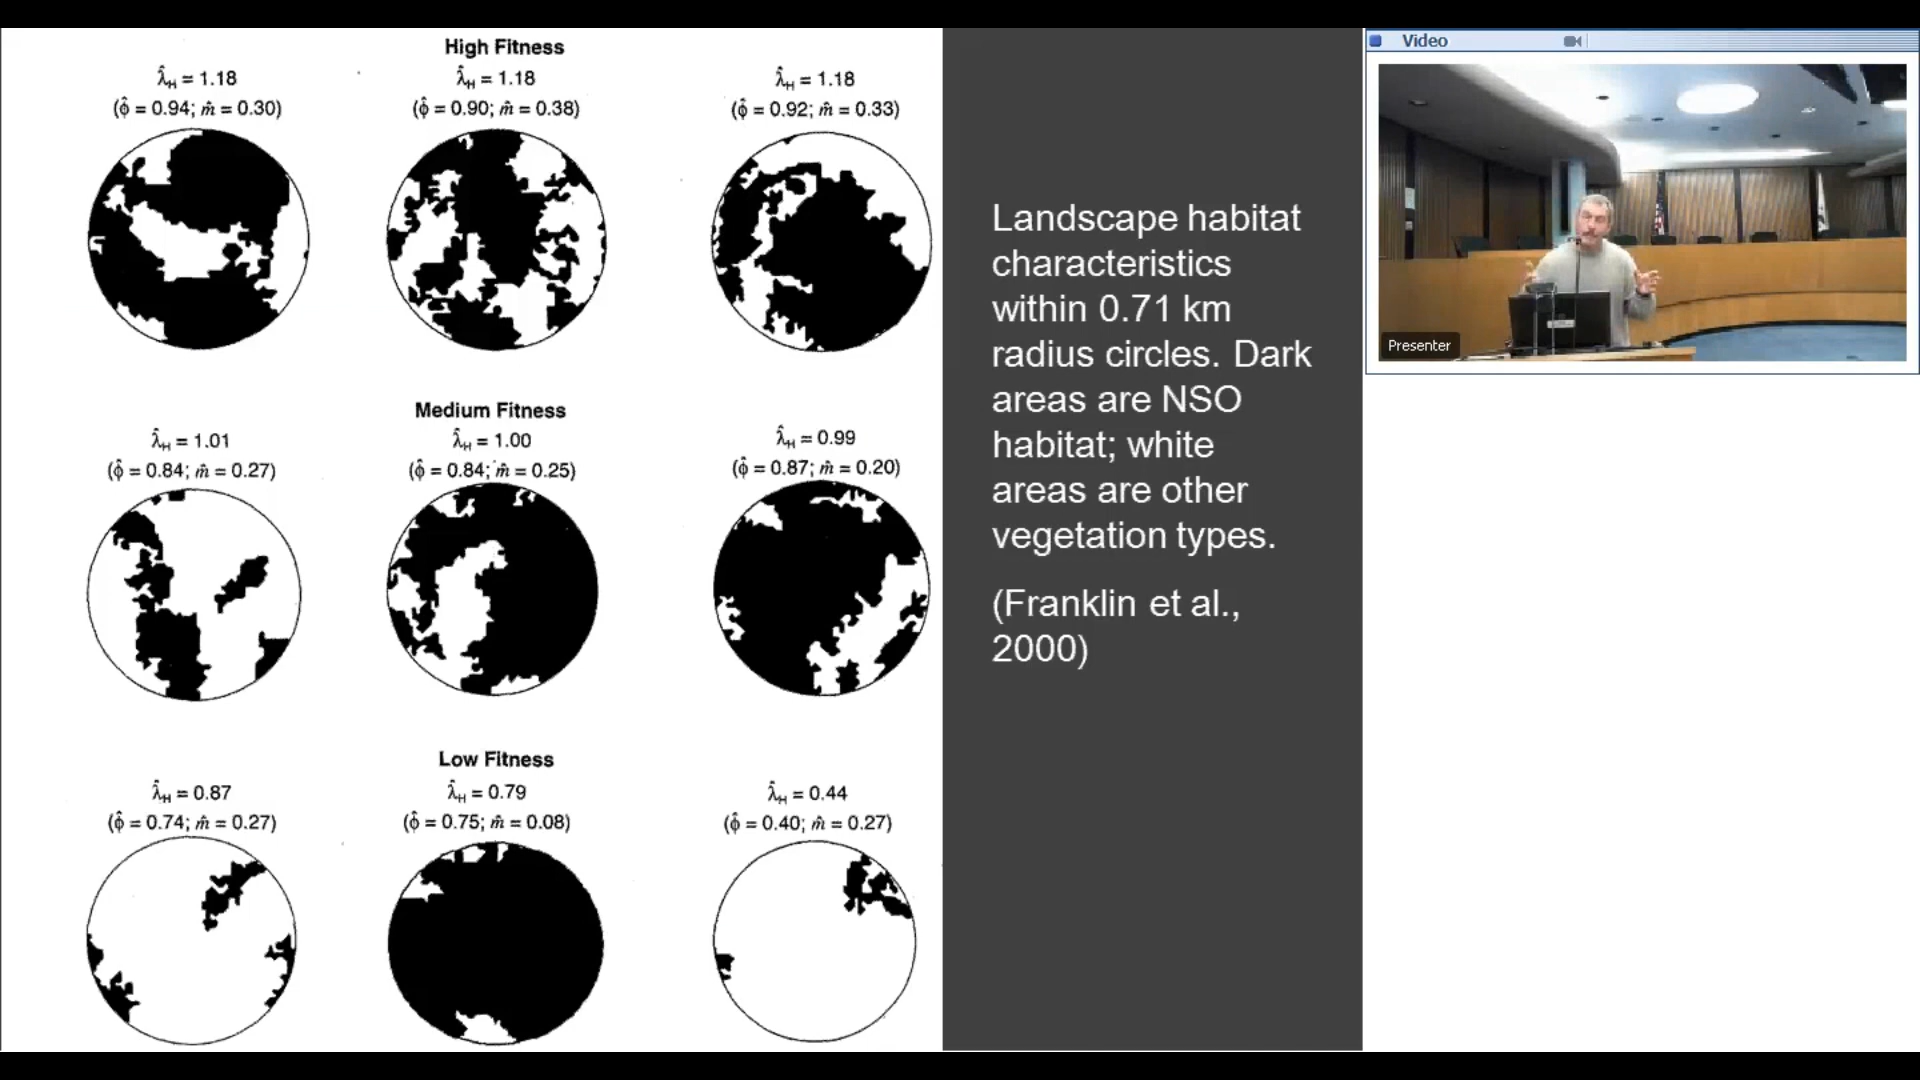 High Fitness
λ̂H = 1.18
(φ̂ = 0.94; m̂ = 0.30)
λ̂H = 1.18
(φ̂ = 0.90; m̂ = 0.38)
λ̂H = 1.18
(φ̂ = 0.92; m̂ = 0.33)
Medium Fitness
λ̂H = 1.01
(φ̂ = 0.84; m̂ = 0.27)
λ̂H = 1.00
(φ̂ = 0.84; m̂ = 0.25)
λ̂H = 0.99
(φ̂ = 0.87; m̂ = 0.20)
Low Fitness
λ̂H = 0.87
(φ̂ = 0.74; m̂ = 0.27)
λ̂H = 0.79
(φ̂ = 0.75; m̂ = 0.08)
λ̂H = 0.44
(φ̂ = 0.40; m̂ = 0.27)
Landscape habitat
characteristics
within 0.71 km
radius circles. Dark
areas are NSO
habitat; white
areas are other
vegetation types.
(Franklin et al.,
2000)
Video
Presenter